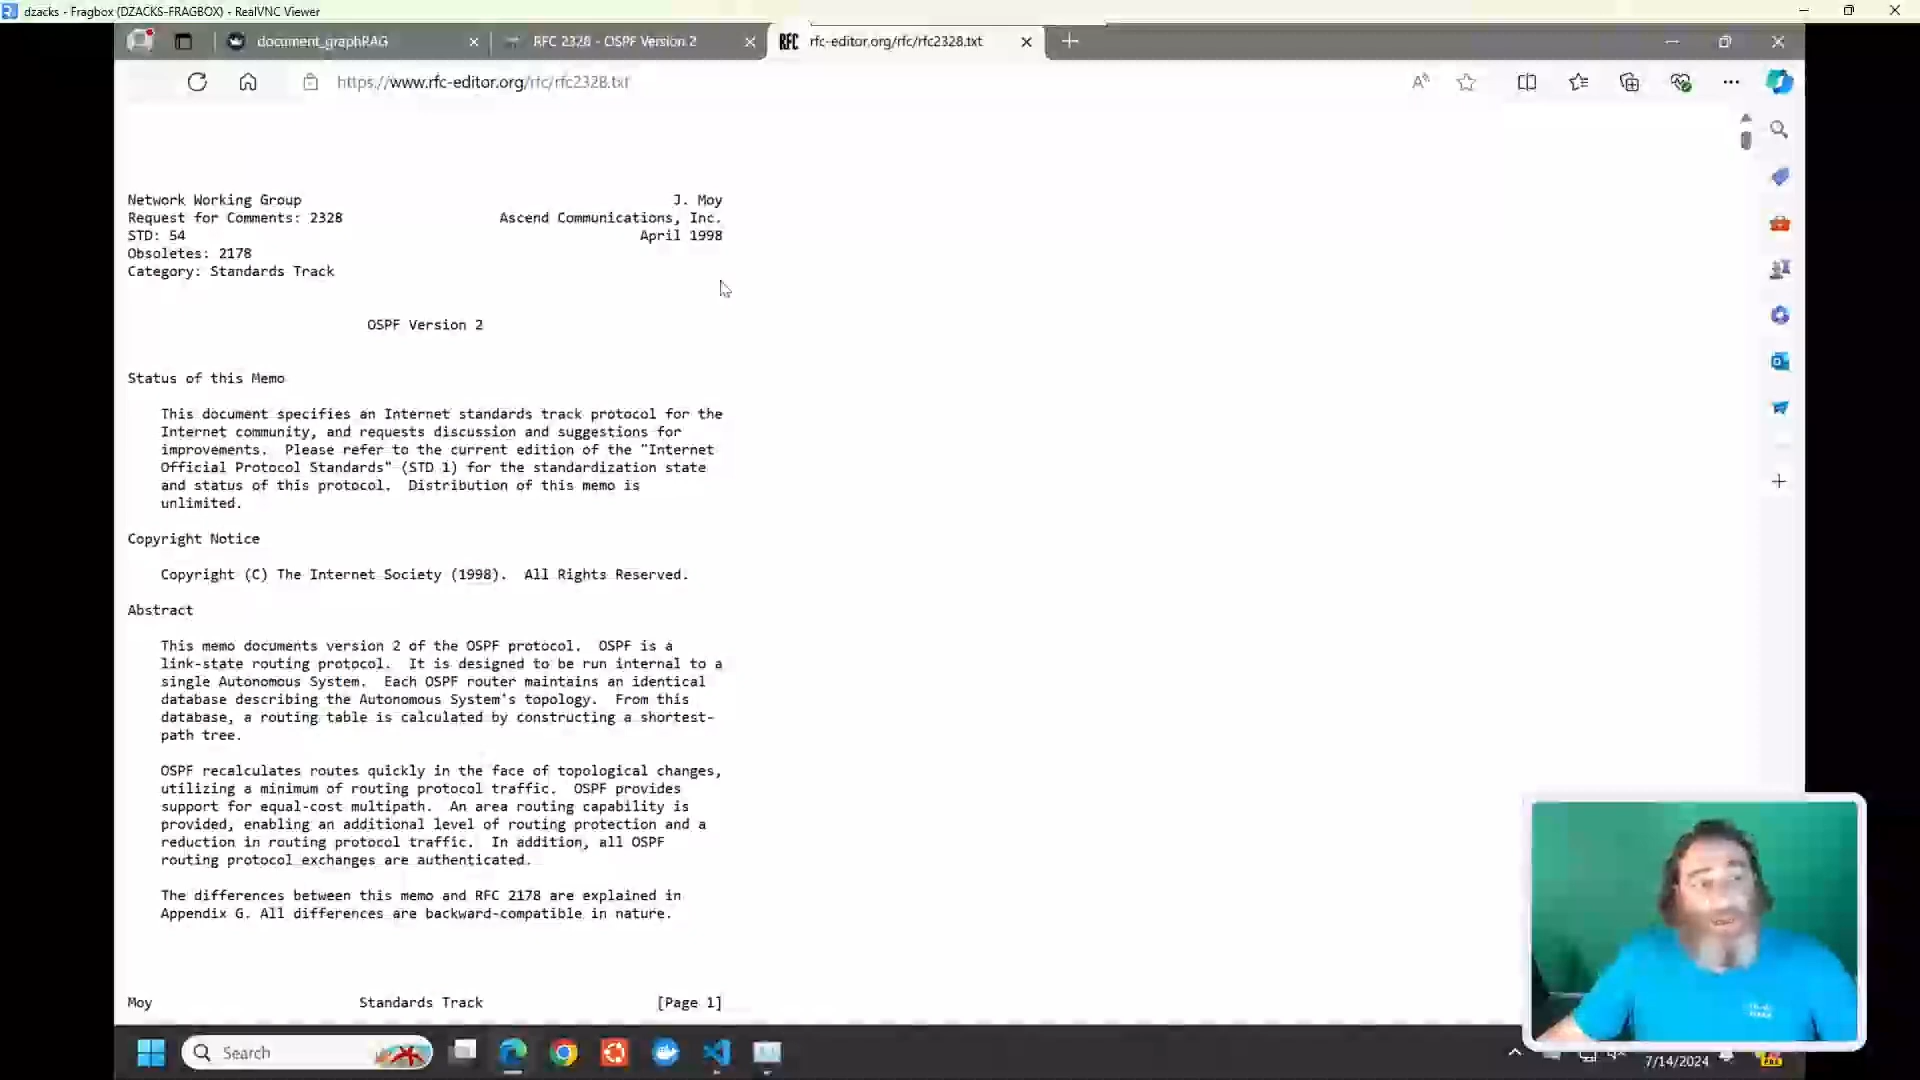 dzacks - Fragbox (DZACKS-FRAGBOX) - RealVNC Viewer
document_graphRAG
RFC 2328 - OSPF Version 2
RFC rfc-editor.org/rfc/rfc2328.txt
https://www.rfc-editor.org/rfc/rfc2328.txt
Network Working Group J. Moy
Request for Comments: 2328 Ascend Communications, Inc.
STD: 54 April 1998
Obsoletes: 2178
Category: Standards Track
OSPF Version 2
Status of this Memo
This document specifies an Internet standards track protocol for the
Internet community, and requests discussion and suggestions for
improvements. Please refer to the current edition of the "Internet
Official Protocol Standards" (STD 1) for the standardization state
and status of this protocol. Distribution of this memo is
unlimited.
Copyright Notice
Copyright (C) The Internet Society (1998). All Rights Reserved.
Abstract
This memo documents version 2 of the OSPF protocol. OSPF is a
link-state routing protocol. It is designed to be run internal to a
single Autonomous System. Each OSPF router maintains an identical
database describing the Autonomous System's topology. From this
database, a routing table is calculated by constructing a shortest-
path tree.
OSPF recalculates routes quickly in the face of topological changes,
utilizing a minimum of routing protocol traffic. OSPF provides
support for equal-cost multipath. An area routing capability is
provided, enabling an additional level of routing protection and a
reduction in routing protocol traffic. In addition, all OSPF
routing protocol exchanges are authenticated.
The differences between this memo and RFC 2178 are explained in
Appendix G. All differences are backward-compatible in nature.
Moy Standards Track [Page 1]
Search
7/14/2024